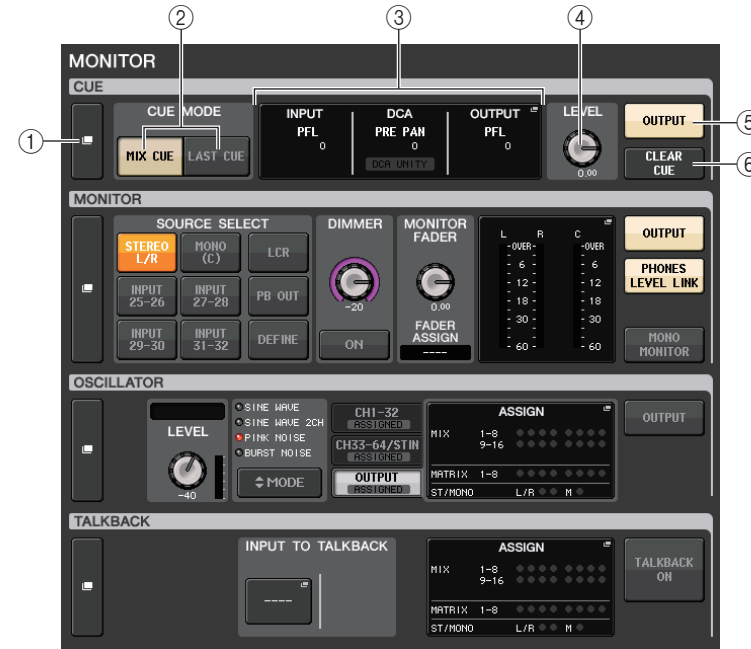 ② ③ ④
MONITOR
CUE
①
CUE MODE
MIX CUE LAST CUE
INPUT DCA OUTPUT
PFL PRE PAN PFL
0 0 0
DCA UNITY
LEVEL
0.00
OUTPUT ⑤
CLEAR CUE ⑥
MONITOR
SOURCE SELECT
STEREO L/R MONO (C) LCR
INPUT 25-26 INPUT 27-28 PB OUT
INPUT 29-30 INPUT 31-32 DEFINE
DIMMER
-20
ON
MONITOR FADER
0.00
FADER ASSIGN
----
L R C
-OVER- -OVER
6 6
12 12
18 18
30 30
60 60
OUTPUT
PHONES LEVEL LINK
MONO MONITOR
OSCILLATOR
LEVEL
-40
SINE WAVE
SINE WAVE 2CH
PINK NOISE
BURST NOISE
MODE
CH1-32
ASSIGNED
CH33-64/STIN
ASSIGNED
OUTPUT
ASSIGNED
ASSIGN
MIX 1-8
9-16
MATRIX 1-8
ST/MONO L/R M
OUTPUT
TALKBACK
INPUT TO TALKBACK
----
ASSIGN
MIX 1-8
9-16
MATRIX 1-8
ST/MONO L/R M
TALKBACK ON